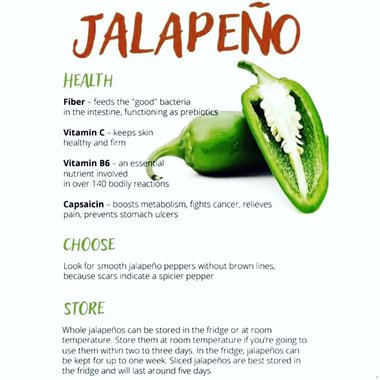 JALAPEÑO
HEALTH
Fiber – feeds the "good" bacteria
in the intestine, functioning as prebiotics
Vitamin C – keeps skin
healthy and firm
Vitamin B6 – an essential
nutrient involved
in over 140 bodily reactions
Capsaicin – boosts metabolism, fights cancer, relieves
pain, prevents stomach ulcers
CHOOSE
Look for smooth jalapeño peppers without brown lines,
because scars indicate a spicier pepper
STORE
Whole jalapeños can be stored in the fridge or at room
temperature. Store them at room temperature if you're going to
use them within two to three days. In the fridge, jalapeños can
be kept for up to one week. Sliced jalapeños are best stored in
the fridge and will last around five days